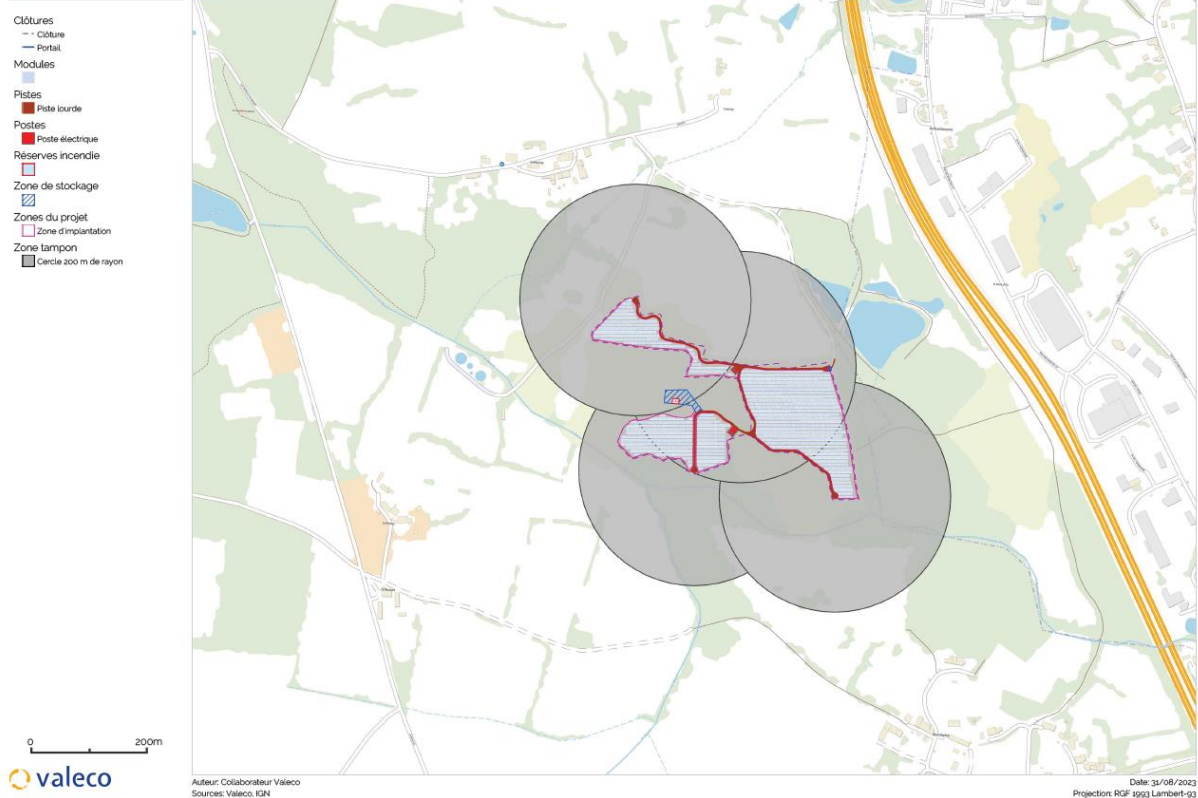 Clôtures
Clôture
Portail
Modules
Pistes
Piste lourde
Postes
Poste électrique
Réserves incendie
Zone de stockage
Zones du projet
Zone d'implantation
Zone tampon
Cercle 200 m de rayon
0 200m
valeco
Auteur: Collaborateur Valeco
Sources: Valeco, IGN
Date: 31/08/2023
Projection: RGF 1993 Lambert-93